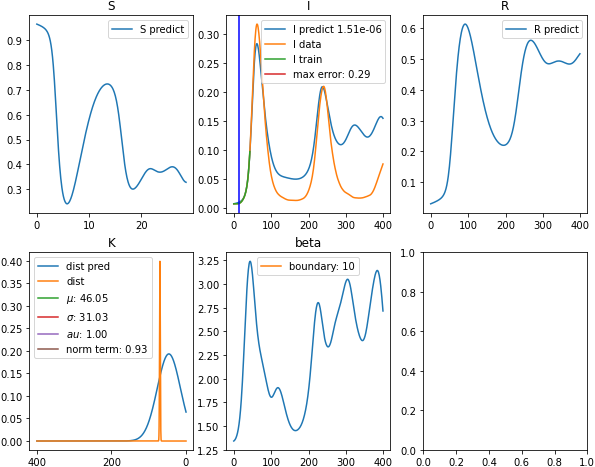 S
I
R
S predict
I predict 1.51e-06
I data
I train
max error: 0.29
R predict
0.9
0.8
0.7
0.6
0.5
0.4
0.3
0.30
0.25
0.20
0.15
0.10
0.05
0.00
0.6
0.5
0.4
0.3
0.2
0.1
0 20
0 100 200 300 400
0 100 200 300 400
K
beta
dist pred
dist
μ: 46.05
σ: 31.03
au: 1.00
norm term: 0.93
boundary: 10
0.40
0.35
0.30
0.25
0.20
0.15
0.10
0.05
0.00
3.25
3.00
2.75
2.50
2.25
2.00
1.75
1.50
1.25
1.0
0.8
0.6
0.4
0.2
0.0
400 200 0
0 100 200 300 400
0.0 0.2 0.4 0.6 0.8 1.0